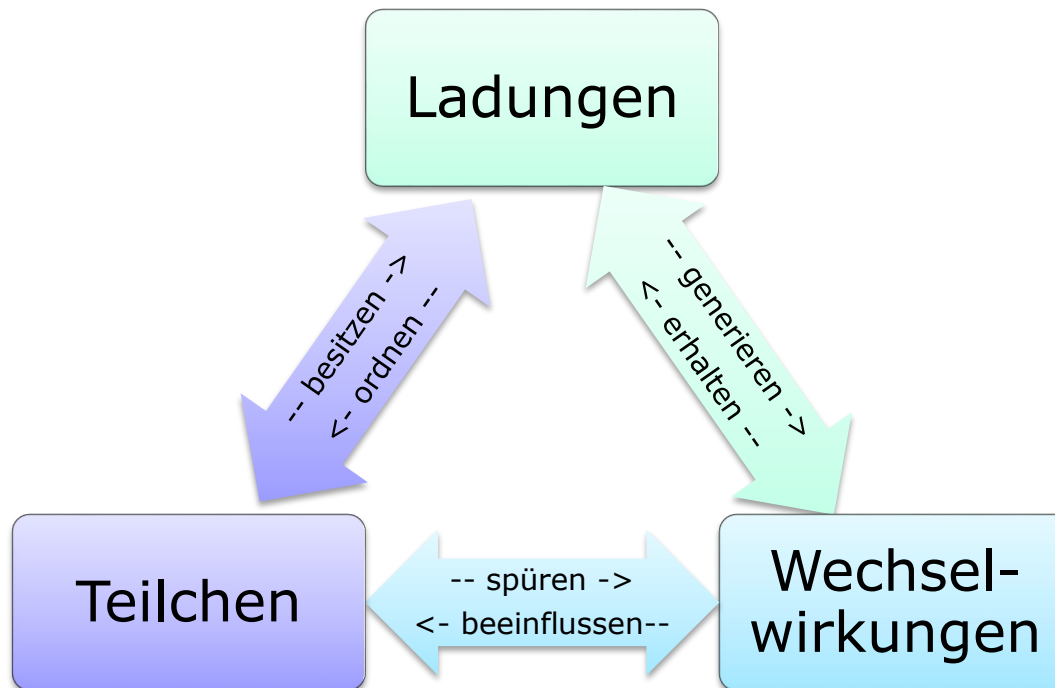 Ladungen
-- besitzen ->
<- ordnen --
-- generieren ->
<- erhalten --
Teilchen
-- spüren ->
<- beeinflussen--
Wechsel-
wirkungen